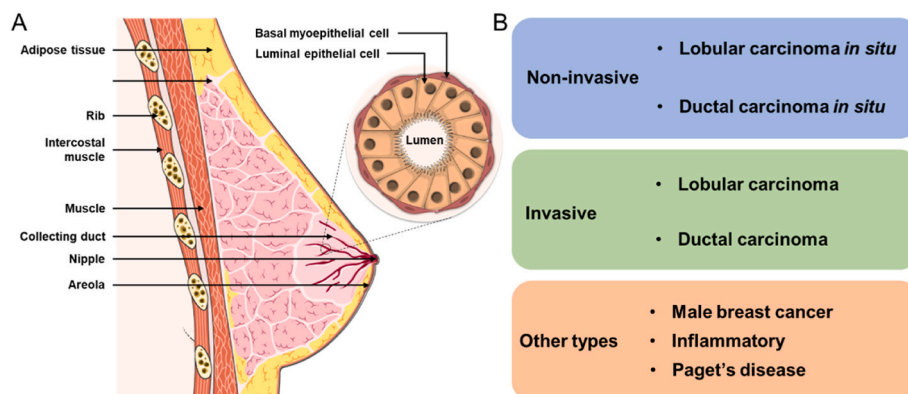 A
Adipose tissue
Rib
Intercostal
muscle
Muscle
Collecting duct
Nipple
Areola
Basal myoepithelial cell
Luminal epithelial cell
Lumen
B
Non-invasive
• Lobular carcinoma in situ
• Ductal carcinoma in situ
Invasive
• Lobular carcinoma
• Ductal carcinoma
Other types
• Male breast cancer
• Inflammatory
• Paget's disease